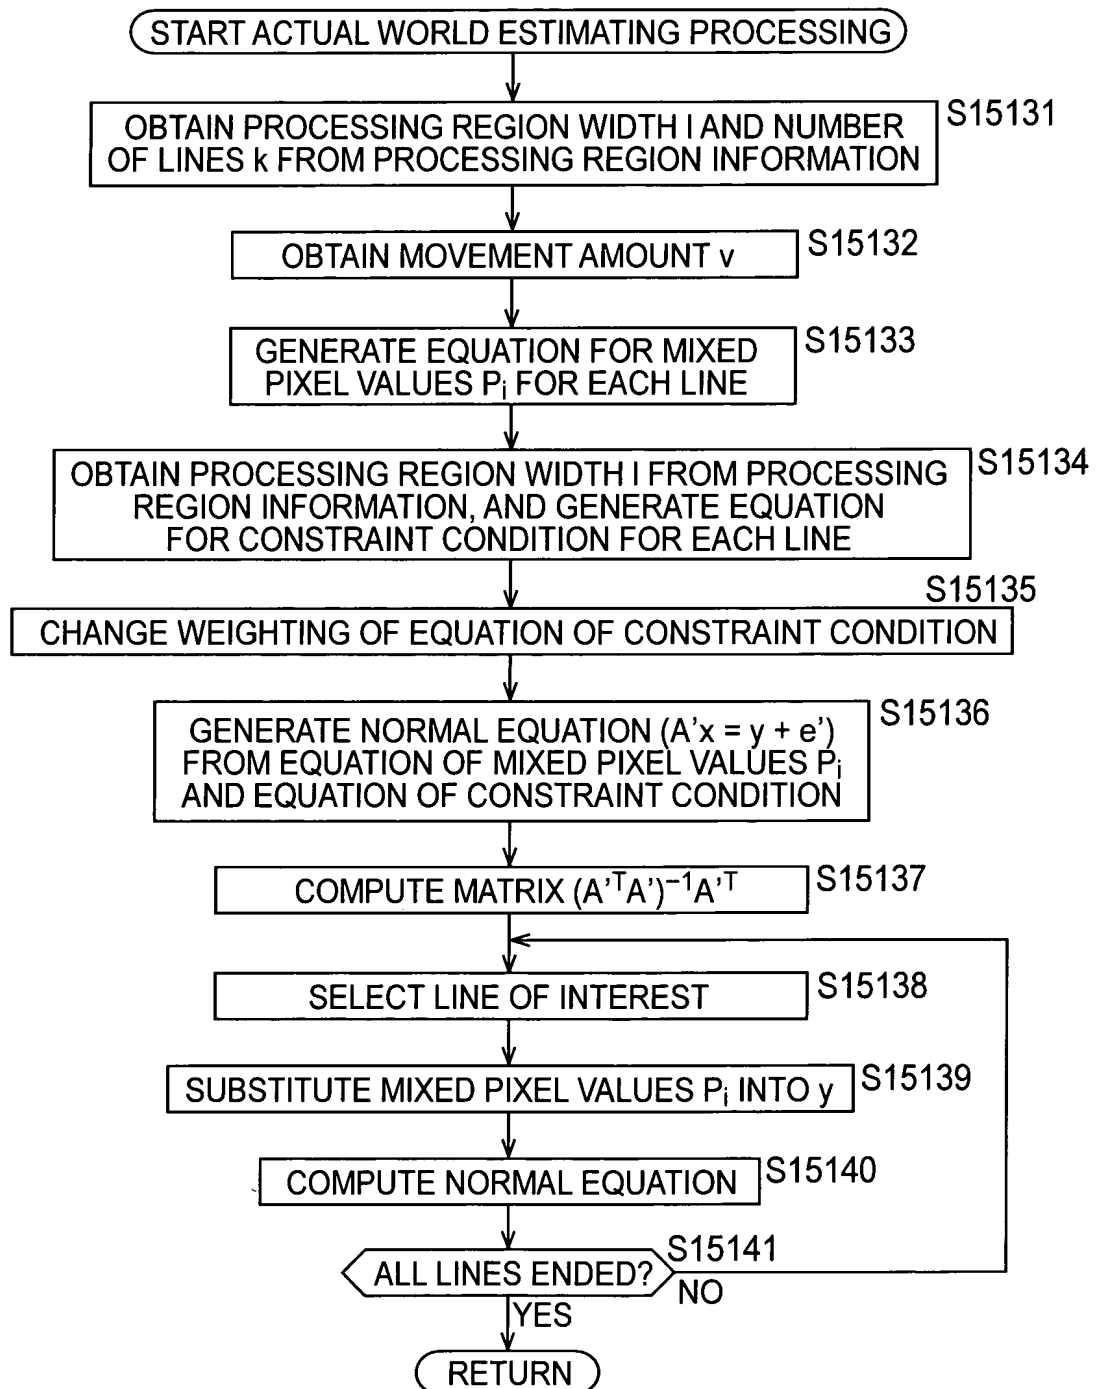 START ACTUAL WORLD ESTIMATING PROCESSING
S15131
OBTAIN PROCESSING REGION WIDTH l AND NUMBER
OF LINES k FROM PROCESSING REGION INFORMATION
S15132
OBTAIN MOVEMENT AMOUNT v
S15133
GENERATE EQUATION FOR MIXED
PIXEL VALUES Pi FOR EACH LINE
S15134
OBTAIN PROCESSING REGION WIDTH l FROM PROCESSING
REGION INFORMATION, AND GENERATE EQUATION
FOR CONSTRAINT CONDITION FOR EACH LINE
S15135
CHANGE WEIGHTING OF EQUATION OF CONSTRAINT CONDITION
S15136
GENERATE NORMAL EQUATION (A'x = y + e')
FROM EQUATION OF MIXED PIXEL VALUES Pi
AND EQUATION OF CONSTRAINT CONDITION
S15137
COMPUTE MATRIX (A'ᵀA')⁻¹A'ᵀ
S15138
SELECT LINE OF INTEREST
S15139
SUBSTITUTE MIXED PIXEL VALUES Pi INTO y
S15140
COMPUTE NORMAL EQUATION
S15141
ALL LINES ENDED?
NO
YES
RETURN